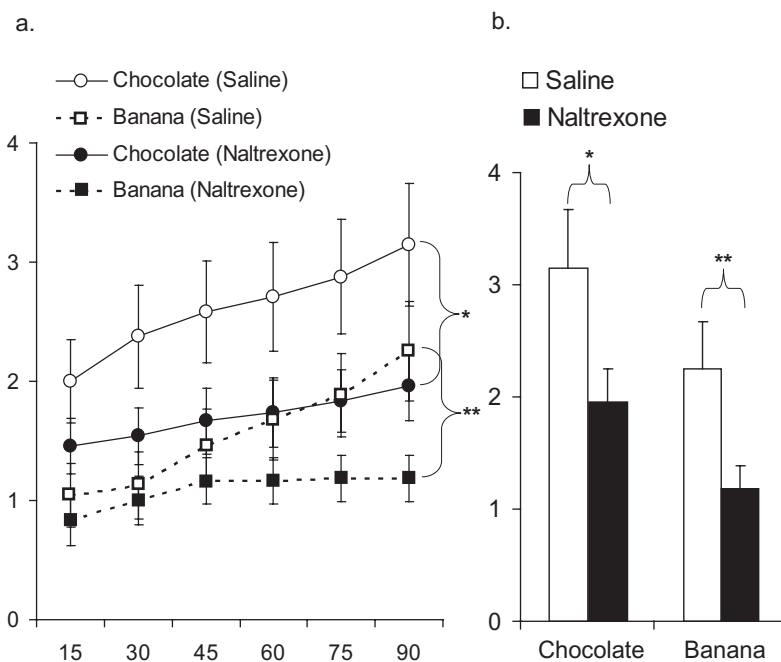 a.
Chocolate (Saline)
Banana (Saline)
Chocolate (Naltrexone)
Banana (Naltrexone)
4
3
2
1
0
15 30 45 60 75 90
*
**
b.
Saline
Naltrexone
4
3
2
1
0
*
**
Chocolate Banana